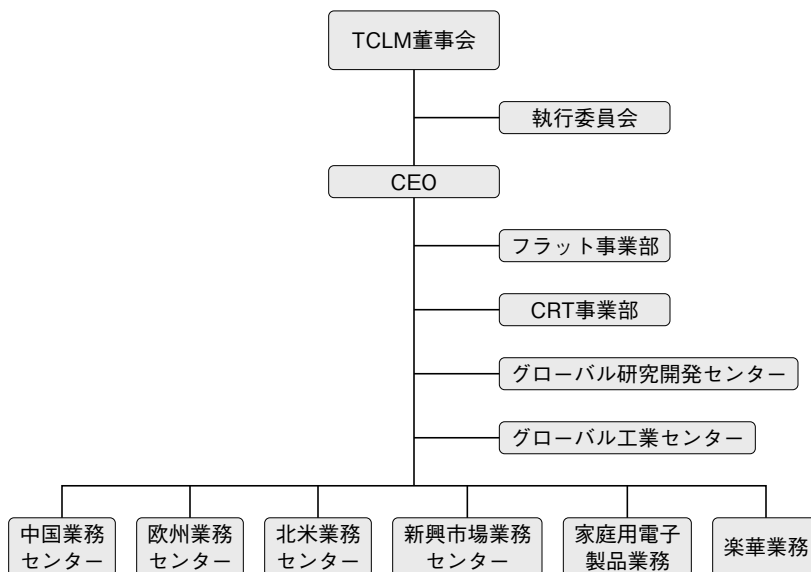 TCLM董事会
執行委員会
CEO
フラット事業部
CRT事業部
グローバル研究開発センター
グローバル工業センター
中国業務
センター
欧州業務
センター
北米業務
センター
新興市場業務
センター
家庭用電子
製品業務
楽華業務